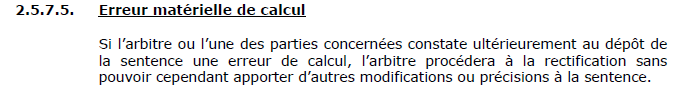 2.5.7.5. Erreur matérielle de calcul
Si l’arbitre ou l’une des parties concernées constate ultérieurement au dépôt de
la sentence une erreur de calcul, l’arbitre procédera à la rectification sans
pouvoir cependant apporter d’autres modifications ou précisions à la sentence.